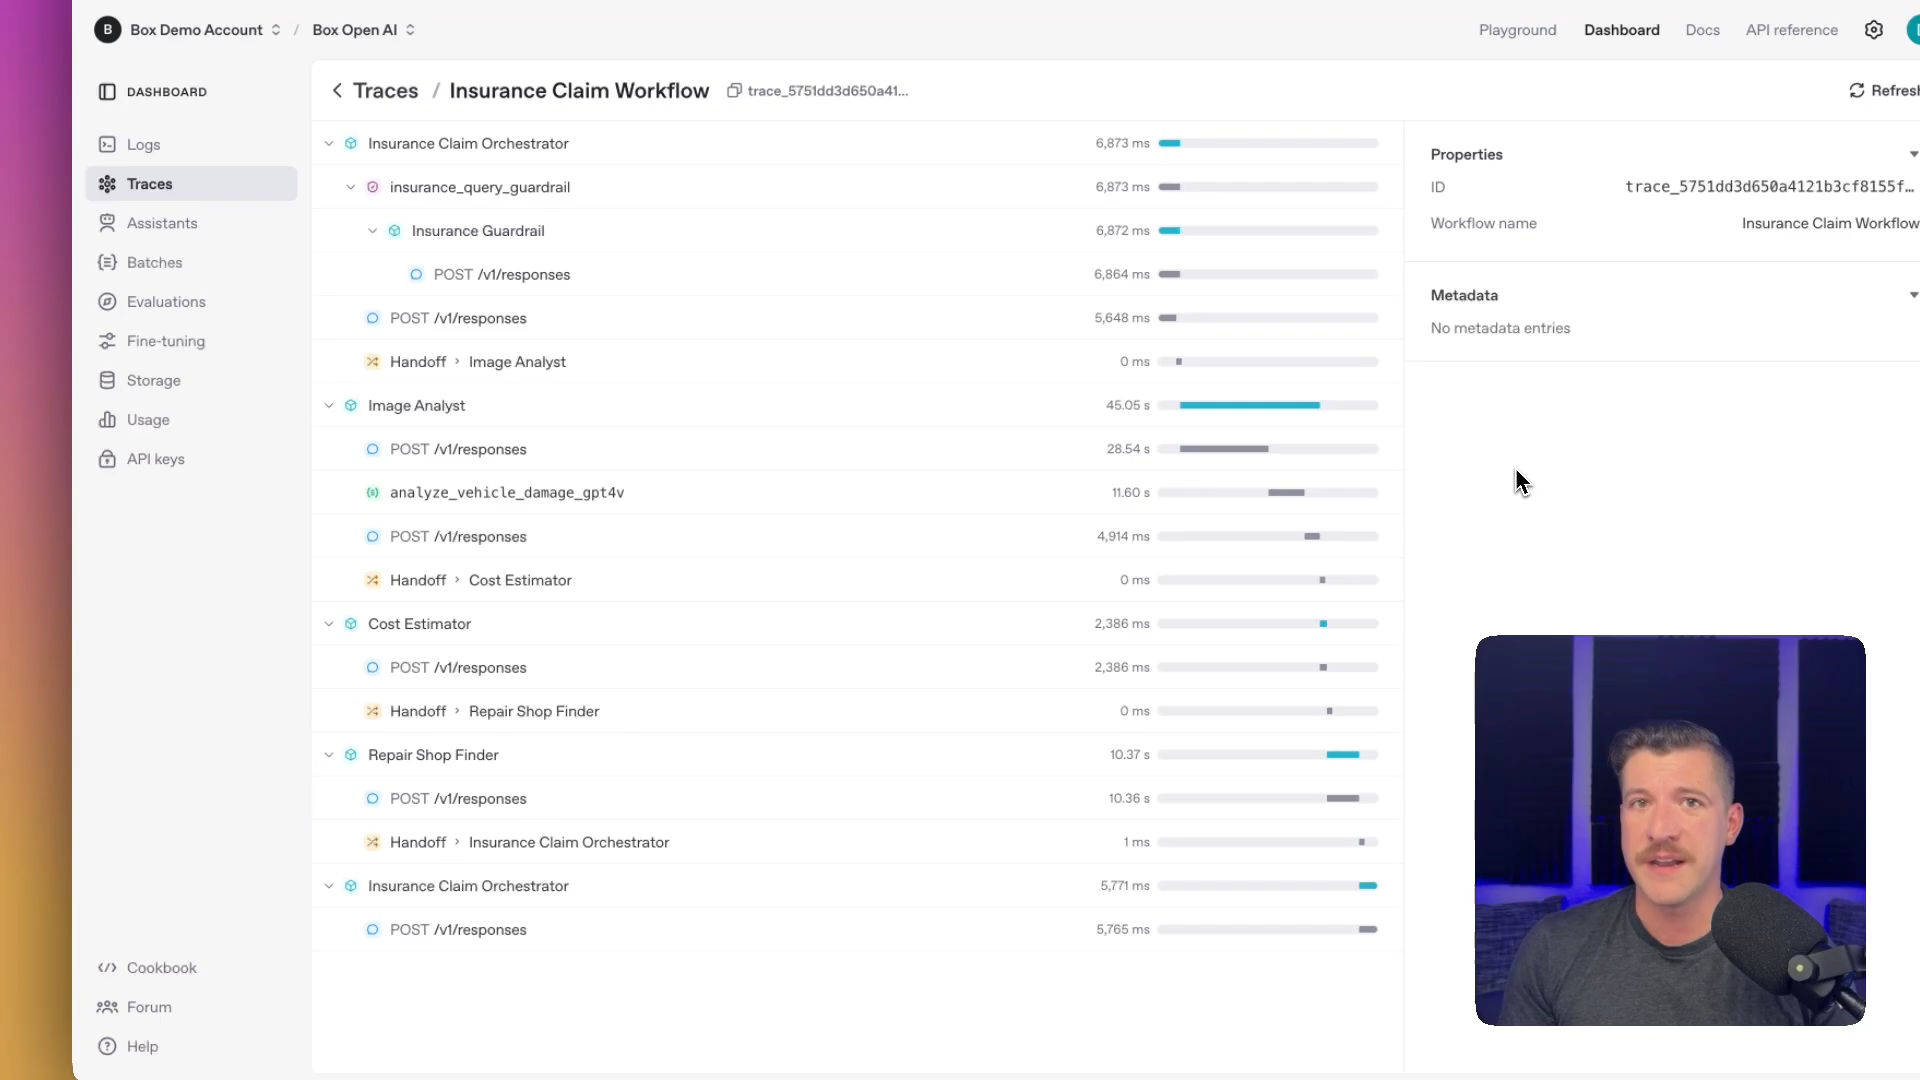 B Box Demo Account / Box Open AI
Playground Dashboard Docs API reference
DASHBOARD
Logs
Traces
Assistants
Batches
Evaluations
Fine-tuning
Storage
Usage
API keys
Cookbook
Forum
Help
Traces / Insurance Claim Workflow trace_5751dd3d650a41...
Refresh
Insurance Claim Orchestrator 6,873 ms
insurance_query_guardrail 6,873 ms
Insurance Guardrail 6,872 ms
POST /v1/responses 6,864 ms
POST /v1/responses 5,648 ms
Handoff > Image Analyst 0 ms
Image Analyst 45.05 s
POST /v1/responses 28.54 s
analyze_vehicle_damage_gpt4v 11.60 s
POST /v1/responses 4,914 ms
Handoff > Cost Estimator 0 ms
Cost Estimator 2,386 ms
POST /v1/responses 2,386 ms
Handoff > Repair Shop Finder 0 ms
Repair Shop Finder 10.37 s
POST /v1/responses 10.36 s
Handoff > Insurance Claim Orchestrator 1 ms
Insurance Claim Orchestrator 5,771 ms
POST /v1/responses 5,765 ms
Properties
ID trace_5751dd3d650a4121b3cf8155f…
Workflow name Insurance Claim Workflow
Metadata
No metadata entries